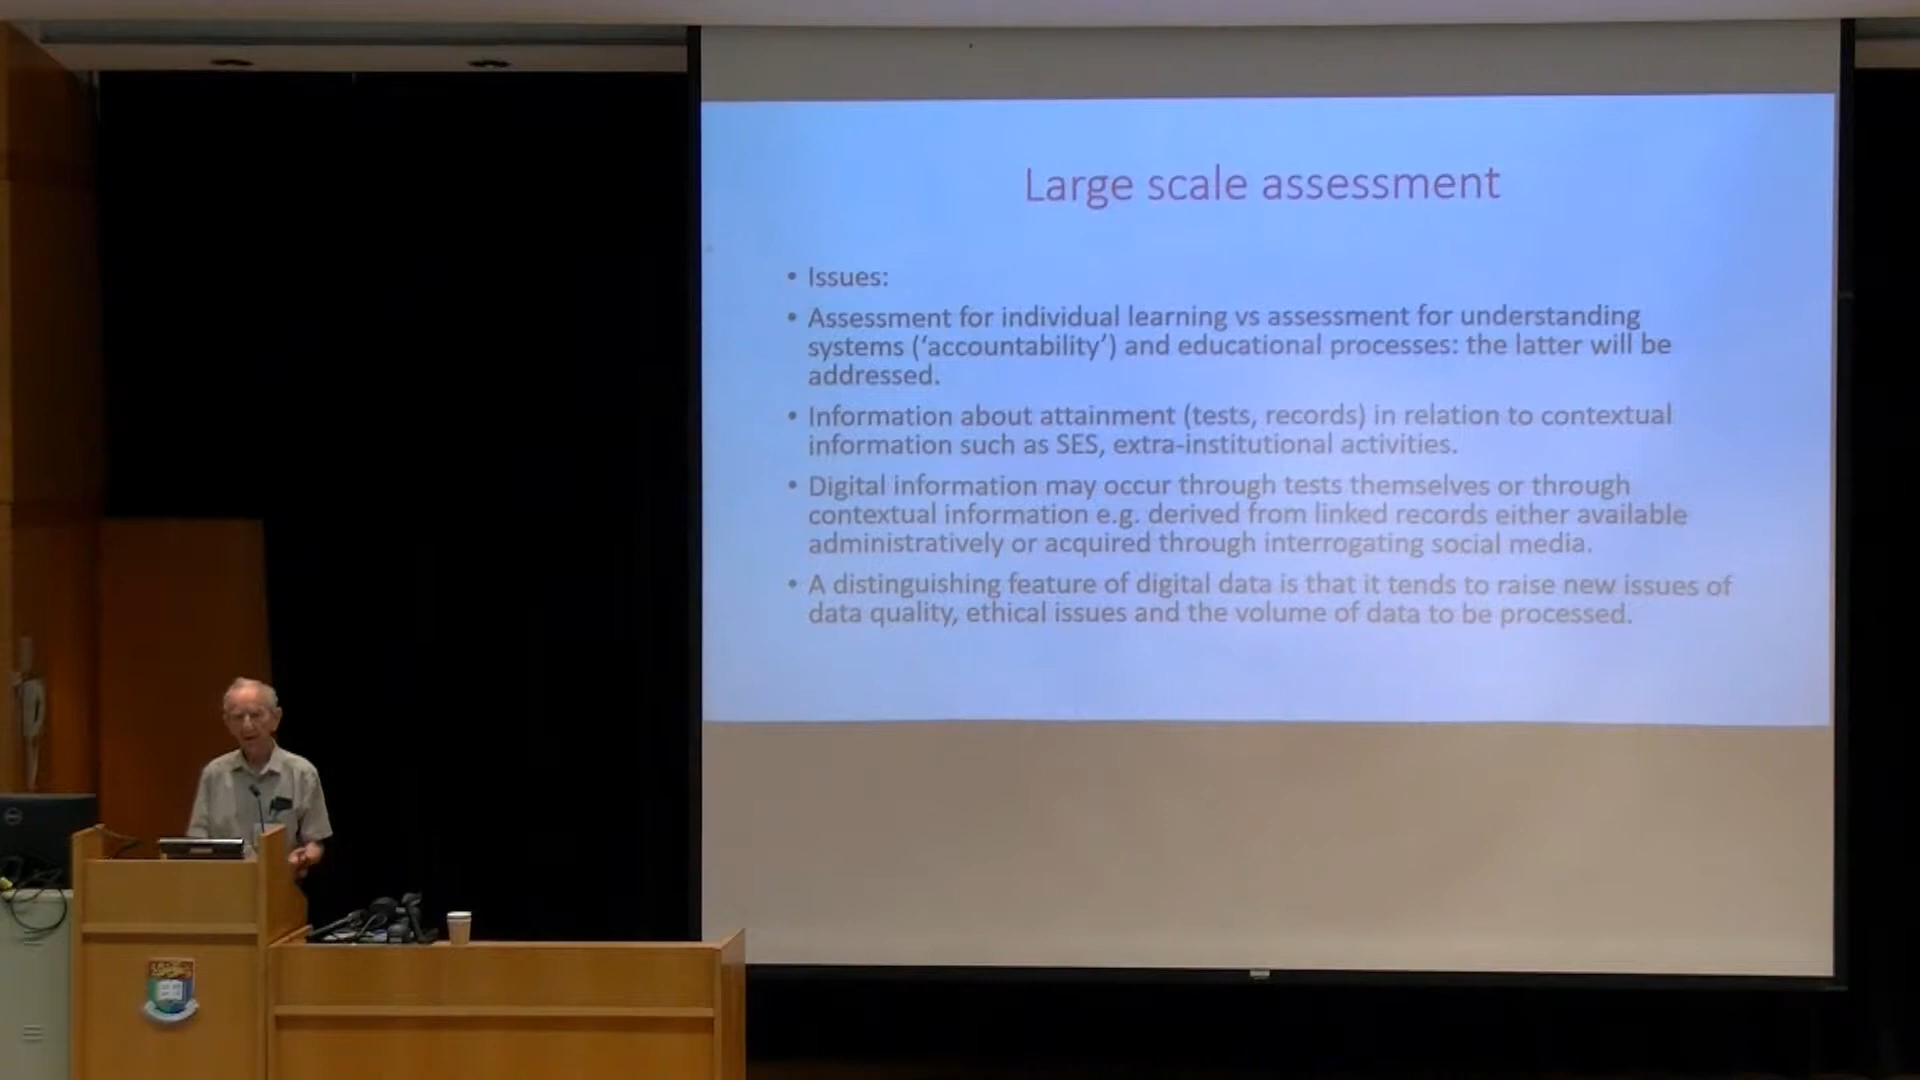 Large scale assessment
• Issues:
• Assessment for individual learning vs assessment for understanding
systems (‘accountability’) and educational processes: the latter will be
addressed.
• Information about attainment (tests, records) in relation to contextual
information such as SES, extra-institutional activities.
• Digital information may occur through tests themselves or through
contextual information e.g. derived from linked records either available
administratively or acquired through interrogating social media.
• A distinguishing feature of digital data is that it tends to raise new issues of
data quality, ethical issues and the volume of data to be processed.